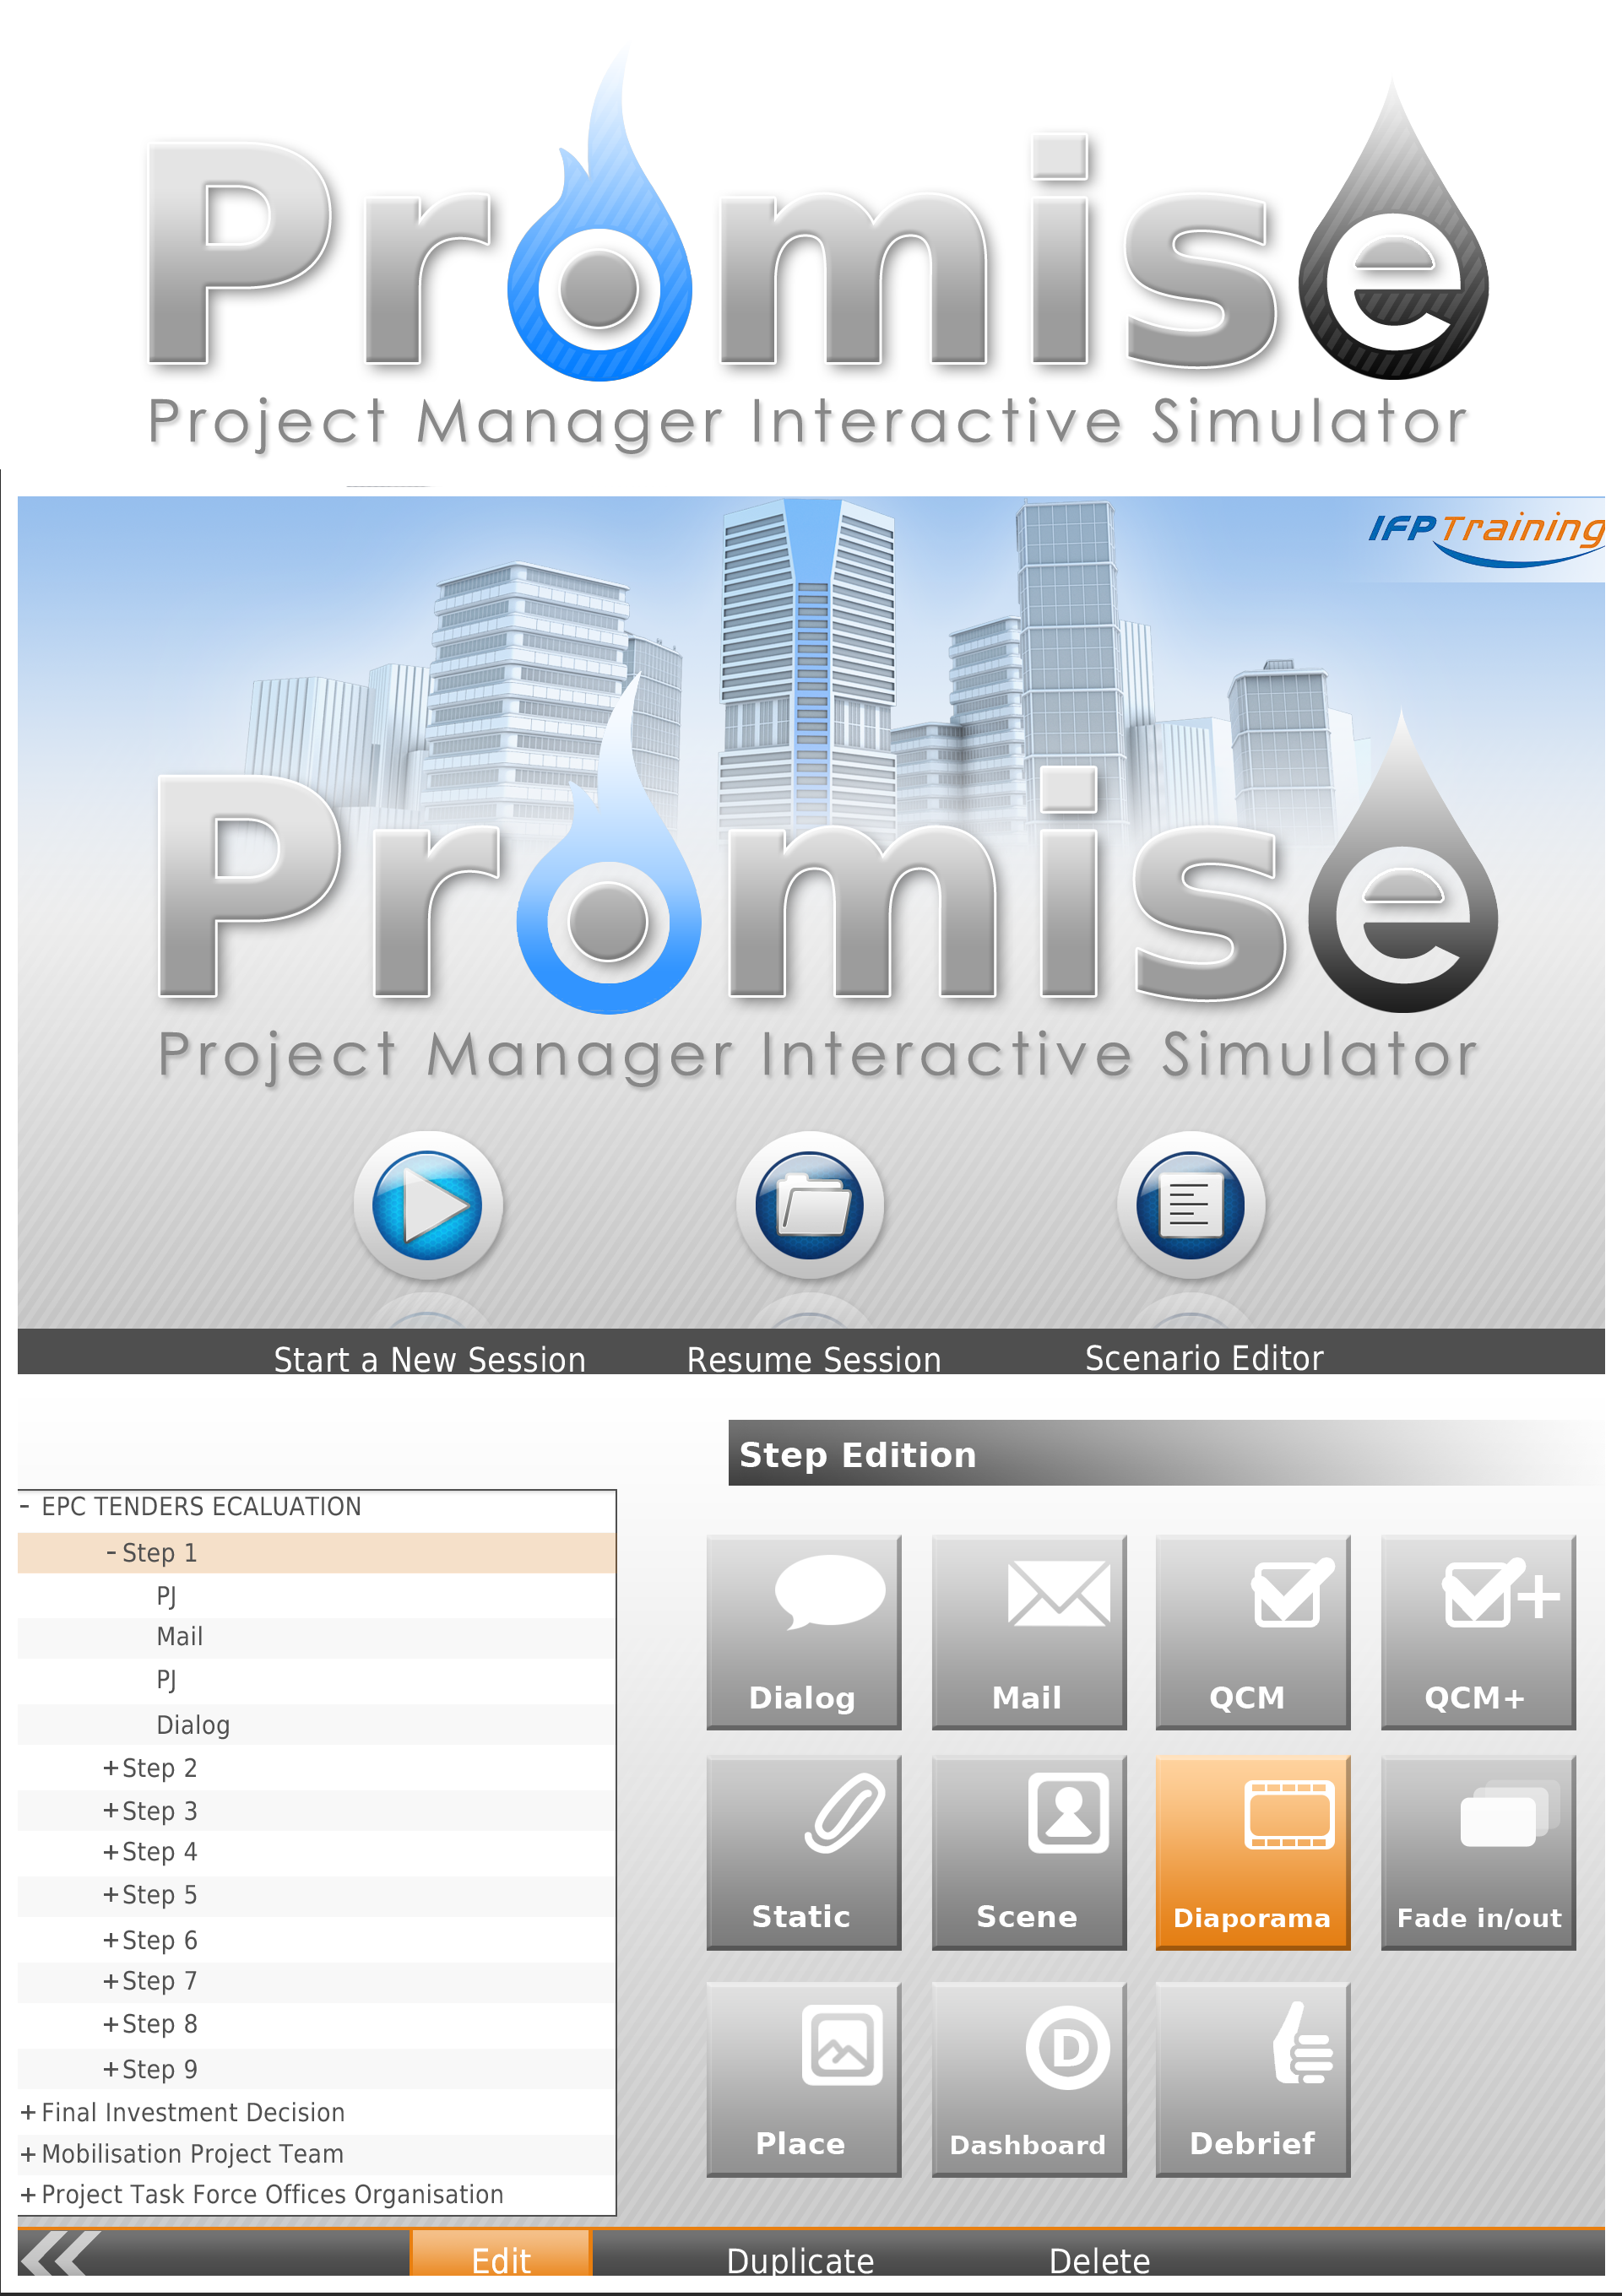 Promise
Project Manager Interactive Simulator
IFP Training
Promise
Project Manager Interactive Simulator
Start a New Session
Resume Session
Scenario Editor
Step Edition
- EPC TENDERS ECALUATION
- Step 1
PJ
Mail
PJ
Dialog
+ Step 2
+ Step 3
+ Step 4
+ Step 5
+ Step 6
+ Step 7
+ Step 8
+ Step 9
+ Final Investment Decision
+ Mobilisation Project Team
+ Project Task Force Offices Organisation
Dialog
Mail
QCM
QCM+
Static
Scene
Diaporama
Fade in/out
Place
D
Dashboard
Debrief
Edit
Duplicate
Delete